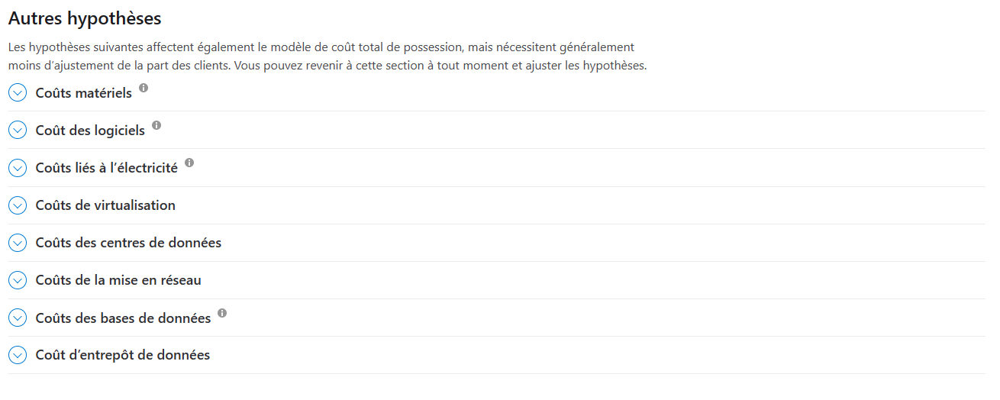 Autres hypothèses
Les hypothèses suivantes affectent également le modèle de coût total de possession, mais nécessitent généralement
moins d’ajustement de la part des clients. Vous pouvez revenir à cette section à tout moment et ajuster les hypothèses.
Coûts matériels
Coût des logiciels
Coûts liés à l’électricité
Coûts de virtualisation
Coûts des centres de données
Coûts de la mise en réseau
Coûts des bases de données
Coût d’entrepôt de données